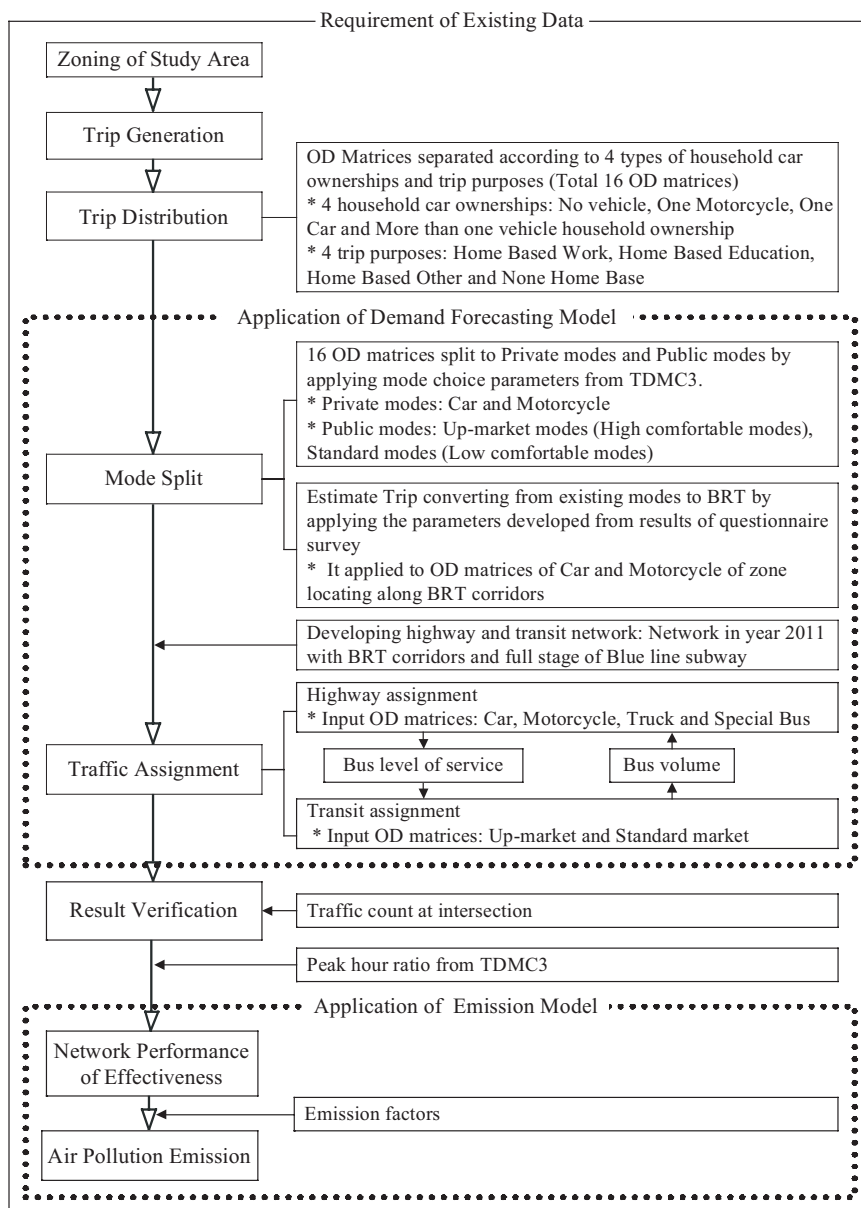 Requirement of Existing Data
Zoning of Study Area
Trip Generation
Trip Distribution
OD Matrices separated according to 4 types of household car
ownerships and trip purposes (Total 16 OD matrices)
* 4 household car ownerships: No vehicle, One Motorcycle, One
Car and More than one vehicle household ownership
* 4 trip purposes: Home Based Work, Home Based Education,
Home Based Other and None Home Base
Application of Demand Forecasting Model
16 OD matrices split to Private modes and Public modes by
applying mode choice parameters from TDMC3.
* Private modes: Car and Motorcycle
* Public modes: Up-market modes (High comfortable modes),
Standard modes (Low comfortable modes)
Mode Split
Estimate Trip converting from existing modes to BRT by
applying the parameters developed from results of questionnaire
survey
* It applied to OD matrices of Car and Motorcycle of zone
locating along BRT corridors
Developing highway and transit network: Network in year 2011
with BRT corridors and full stage of Blue line subway
Highway assignment
* Input OD matrices: Car, Motorcycle, Truck and Special Bus
Traffic Assignment
Bus level of service
Bus volume
Transit assignment
* Input OD matrices: Up-market and Standard market
Result Verification
Traffic count at intersection
Peak hour ratio from TDMC3
Application of Emission Model
Network Performance
of Effectiveness
Emission factors
Air Pollution Emission